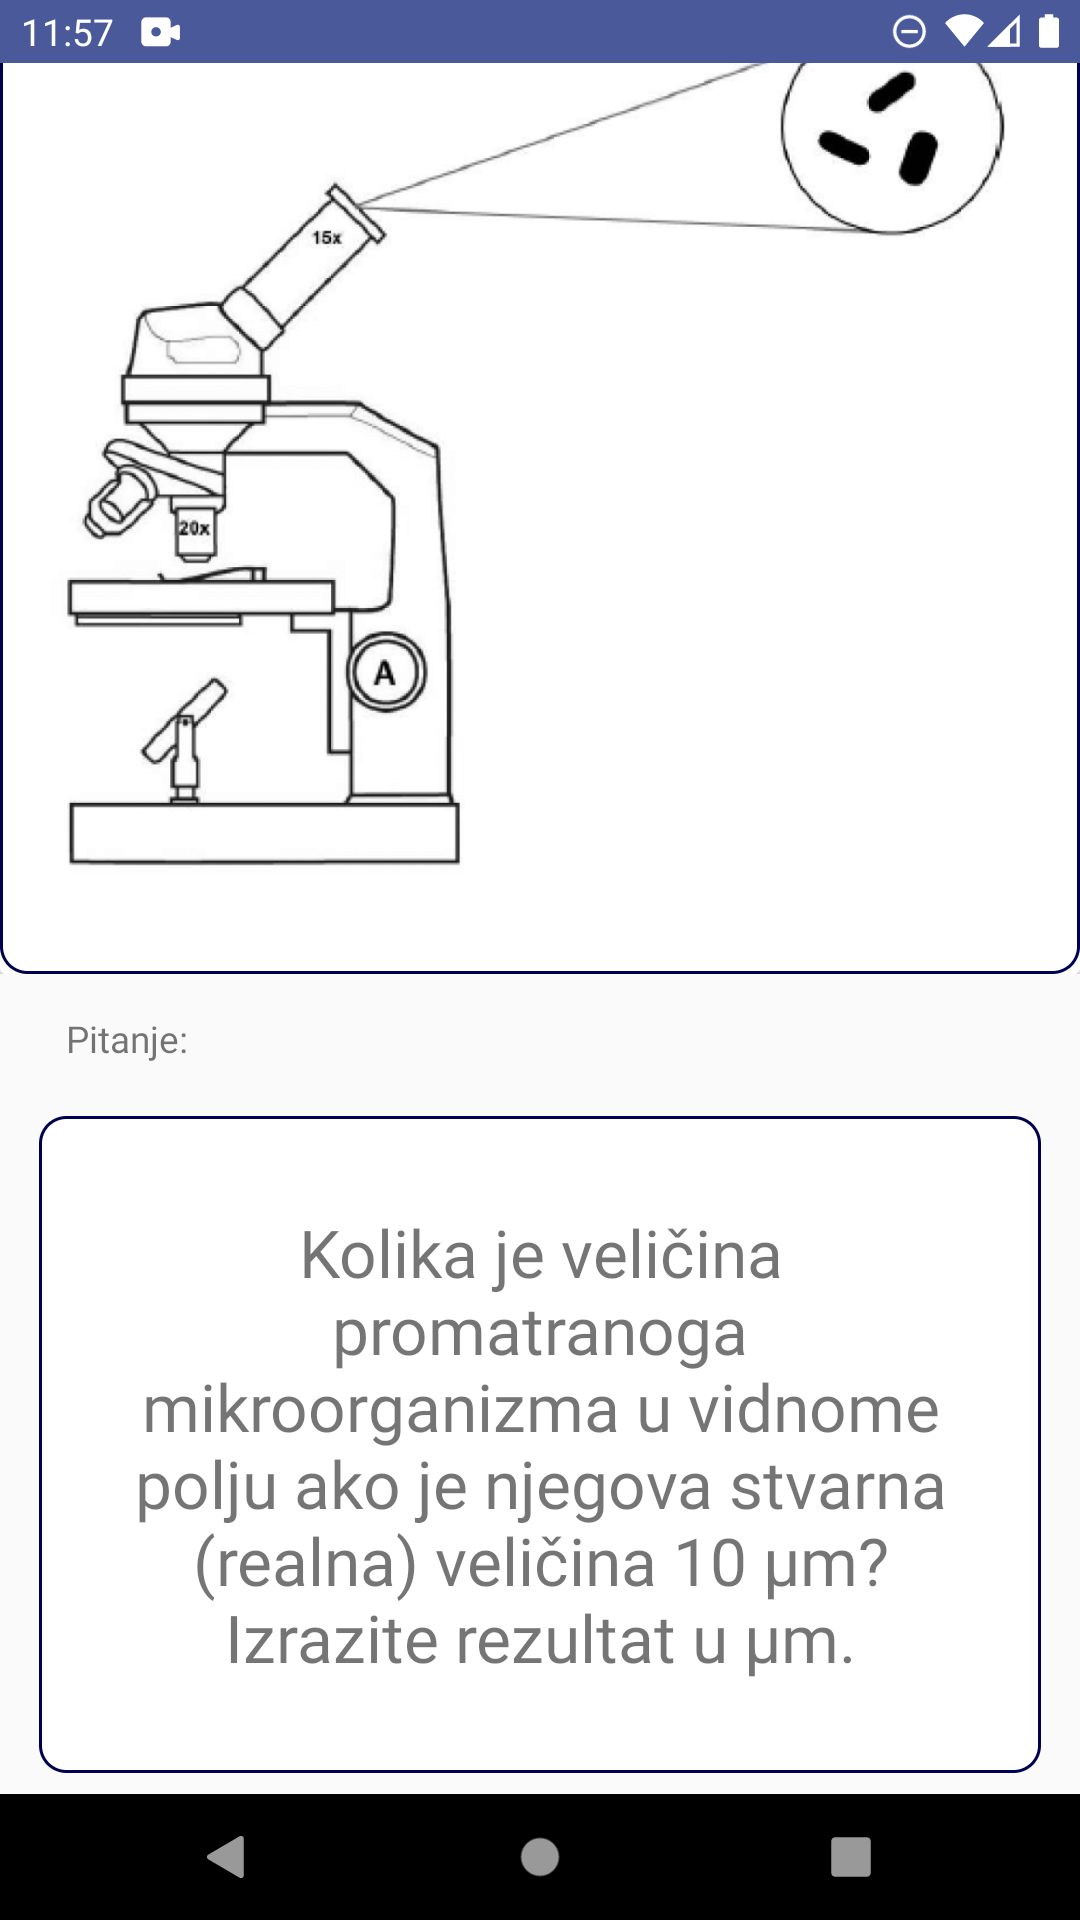 11:57
15x
20x
A
Pitanje:
Kolika je veličina
promatranoga
mikroorganizma u vidnome
polju ako je njegova stvarna
(realna) veličina 10 µm?
Izrazite rezultat u µm.